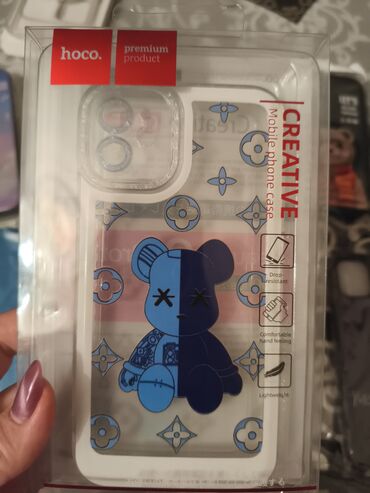 hoco.
premium
product
CREATIVE
Mobile phone case
Drop-
resistant
Comfortable
hand feeling
Lightweight